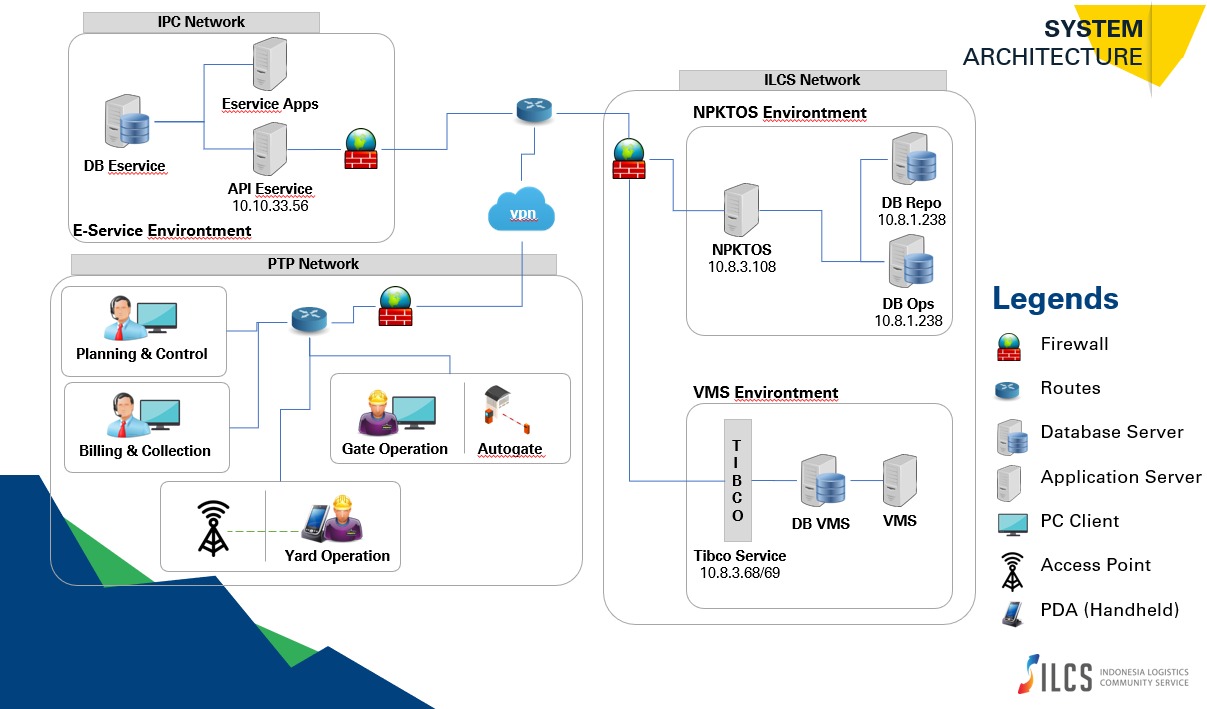 SYSTEM
ARCHITECTURE
IPC Network
Eservice Apps
DB Eservice
API Eservice
10.10.33.56
E-Service Environtment
vpn
PTP Network
Planning & Control
Billing & Collection
Gate Operation
Autogate
Yard Operation
ILCS Network
NPKTOS Environtment
DB Repo
10.8.1.238
NPKTOS
10.8.3.108
DB Ops
10.8.1.238
VMS Environtment
T
I
B
C
O
DB VMS
VMS
Tibco Service
10.8.3.68/69
Legends
Firewall
Routes
Database Server
Application Server
PC Client
Access Point
PDA (Handheld)
ILCS
INDONESIA LOGISTICS
COMMUNITY SERVICE